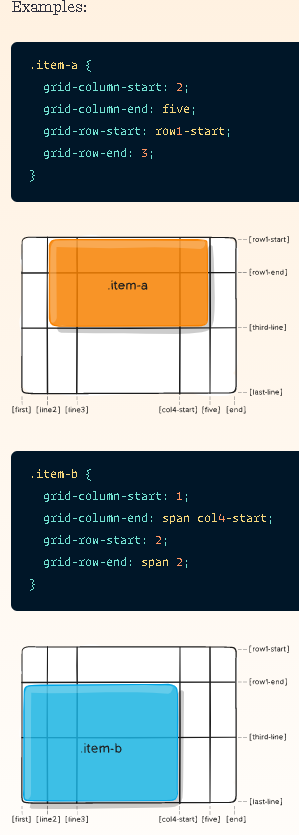 Examples:
.item-a {
grid-column-start: 2;
grid-column-end: five;
grid-row-start: row1-start;
grid-row-end: 3;
}
[row1-start]
[row1-end]
.item-a
[third-line]
[last-line]
[first] [line2] [line3] [col4-start] [five] [end]
.item-b {
grid-column-start: 1;
grid-column-end: span col4-start;
grid-row-start: 2;
grid-row-end: span 2;
}
[row1-start]
[row1-end]
[third-line]
.item-b
[last-line]
[first] [line2] [line3] [col4-start] [five] [end]